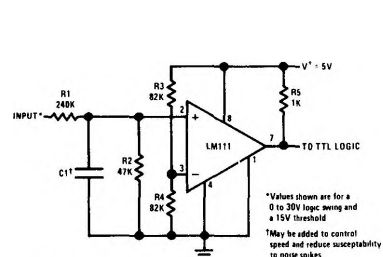 V⁺ = 5V
R1
240K
R3
82K
R5
1K
INPUT*
2
+
8
LM111
7
TO TTL LOGIC
C1†
R2
47K
3
−
1
4
R4
82K
*Values shown are for a
0 to 30V logic swing and
a 15V threshold
†May be added to control
speed and reduce susceptability
to noise spikes